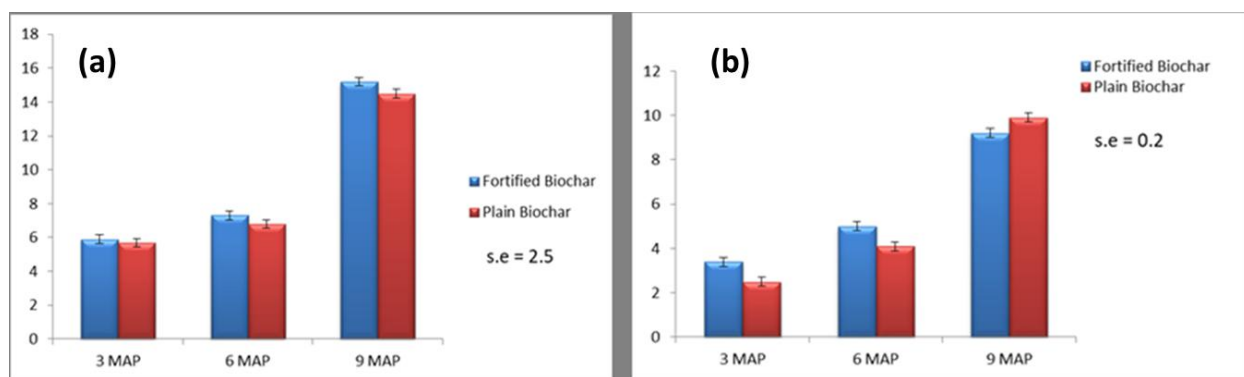 (a)
18
16
14
12
10
8
6
4
2
0
3 MAP 6 MAP 9 MAP
Fortified Biochar
Plain Biochar
s.e = 2.5
(b)
12
10
8
6
4
2
0
3 MAP 6 MAP 9 MAP
Fortified Biochar
Plain Biochar
s.e = 0.2